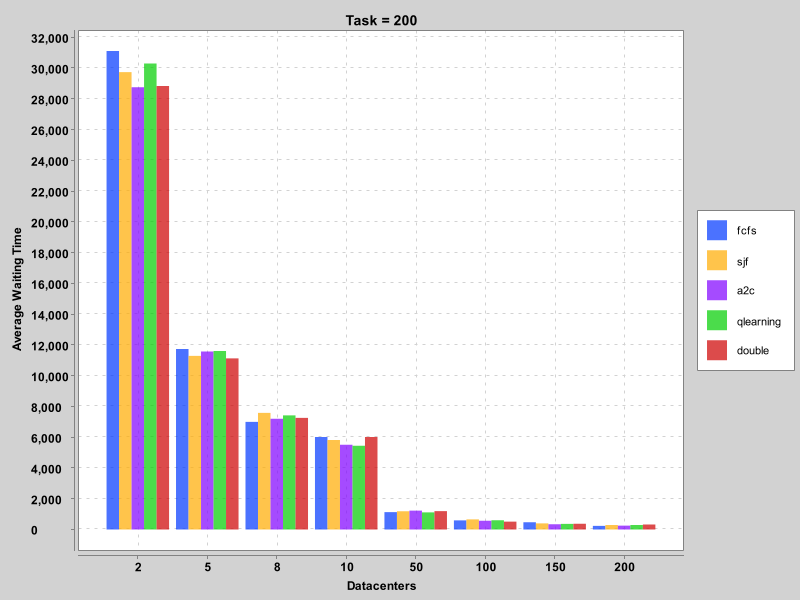 Task = 200
Average Waiting Time
32,000
30,000
28,000
26,000
24,000
22,000
20,000
18,000
16,000
14,000
12,000
10,000
8,000
6,000
4,000
2,000
0
2 5 8 10 50 100 150 200
Datacenters
fcfs
sjf
a2c
qlearning
double